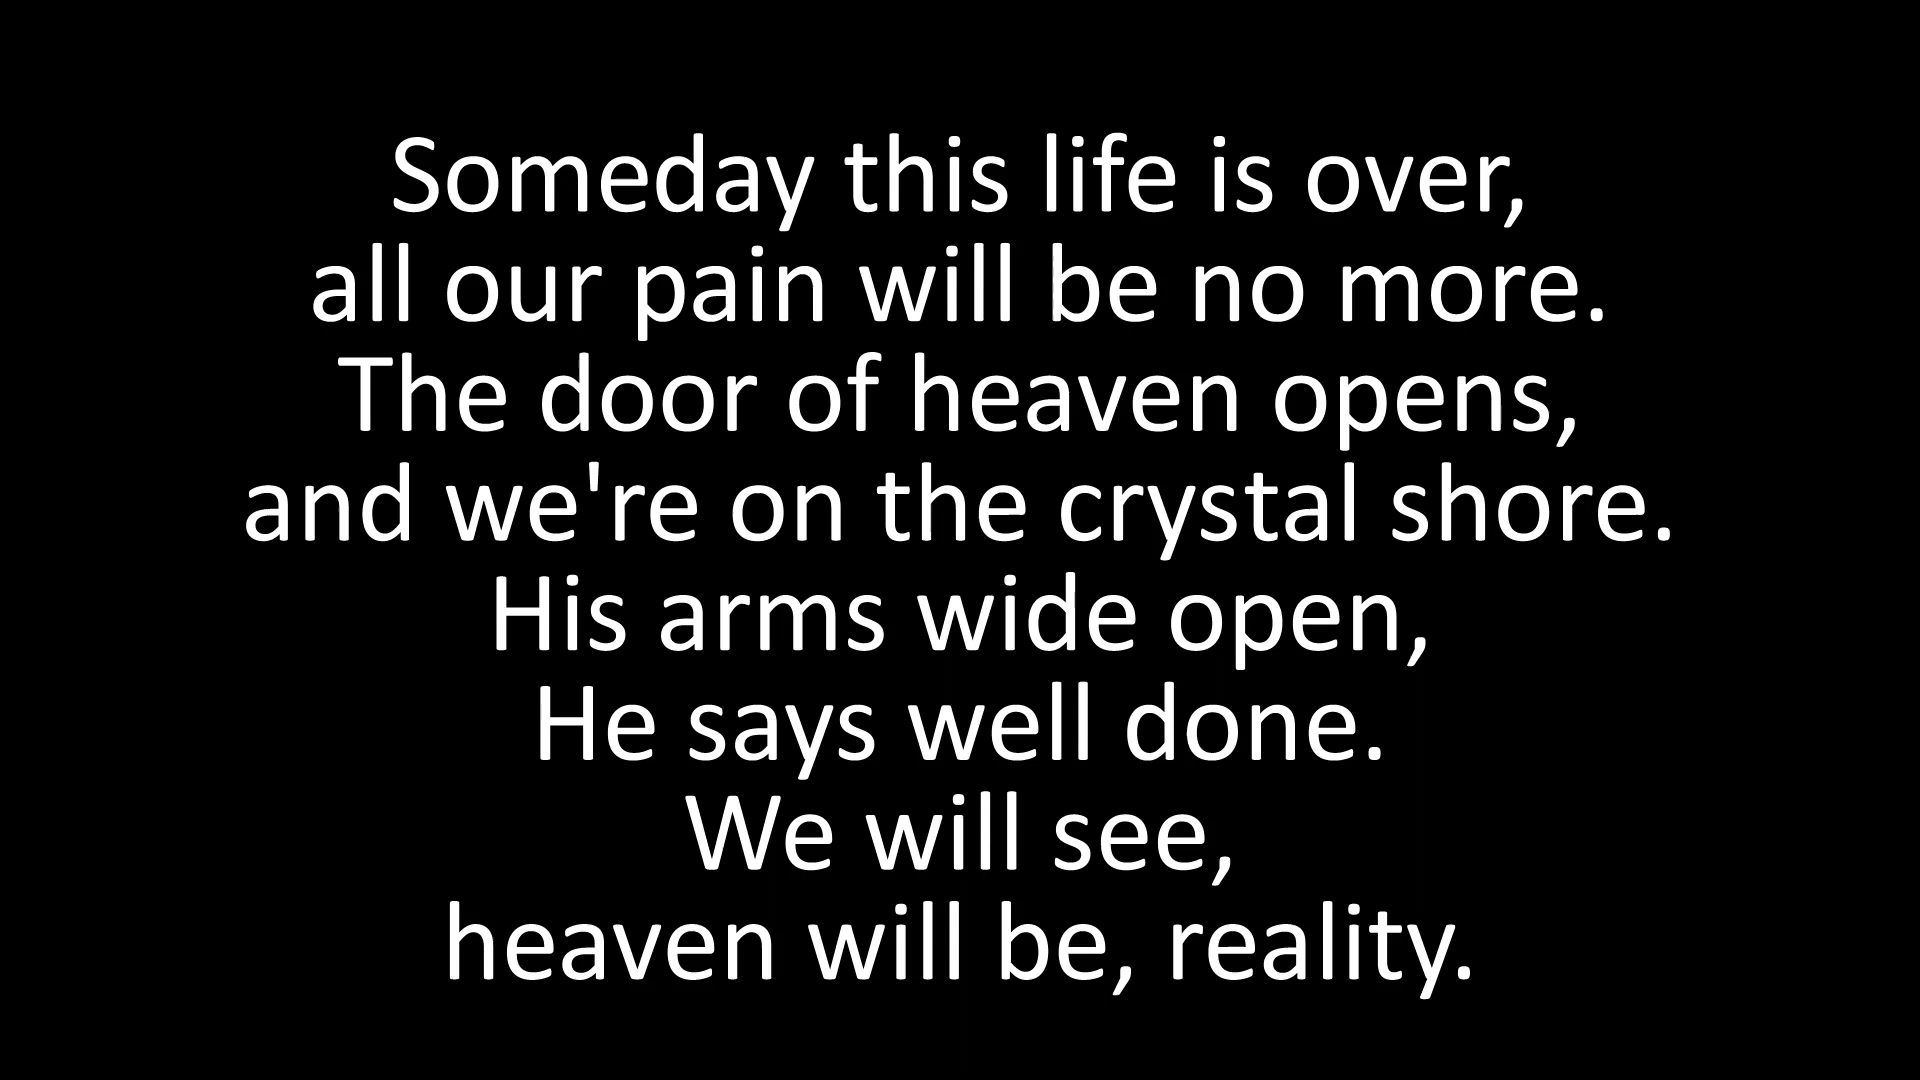 Someday this life is over,
all our pain will be no more.
The door of heaven opens,
and we're on the crystal shore.
His arms wide open,
He says well done.
We will see,
heaven will be, reality.